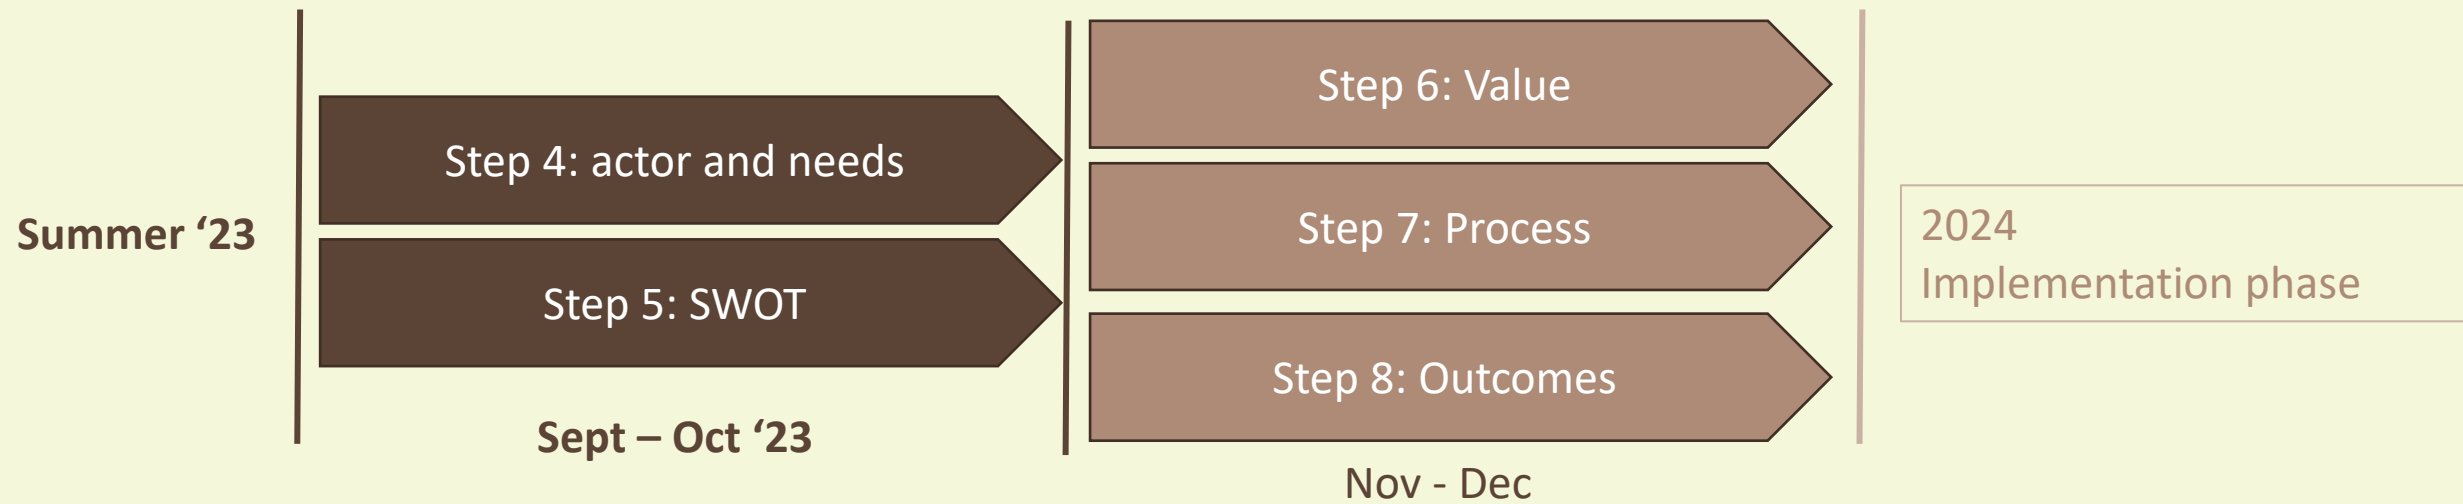 Summer ‘23
Step 4: actor and needs
Step 5: SWOT
Sept – Oct ‘23
Step 6: Value
Step 7: Process
Step 8: Outcomes
Nov - Dec
2024
Implementation phase